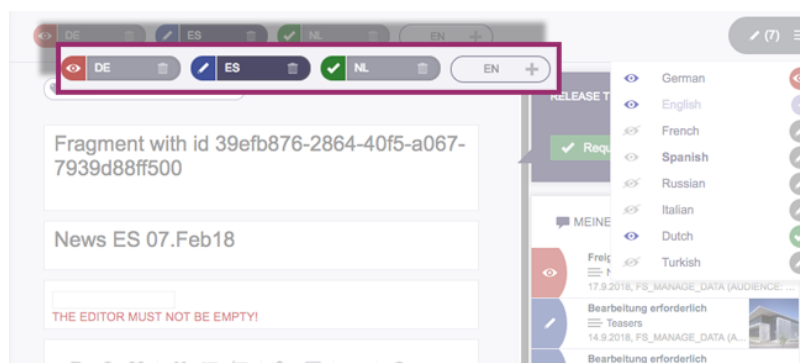 DE ES NL EN
(7)
DE ES NL EN
RELEASE T
Requ
German
English
French
Spanish
Russian
Italian
Dutch
Turkish
Fragment with id 39efb876-2864-40f5-a067-
7939d88ff500
News ES 07.Feb18
THE EDITOR MUST NOT BE EMPTY!
MEINE
Freig
17.9.2018, FS_MANAGE_DATA (AUDIENCE: ...
Bearbeitung erforderlich
Teasers
14.9.2018, FS_MANAGE_DATA (A...
Bearbeitung erforderlich